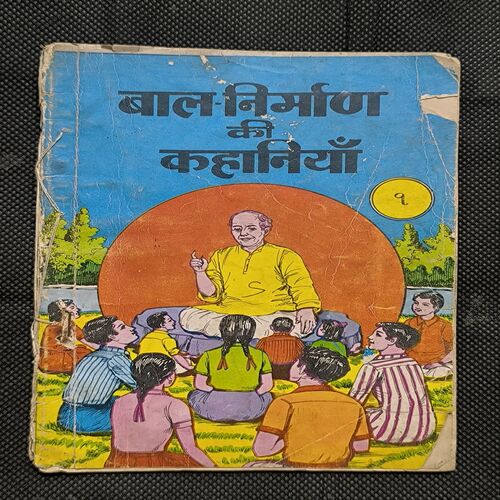 बाल-निर्माण
की
कहानियाँ
१